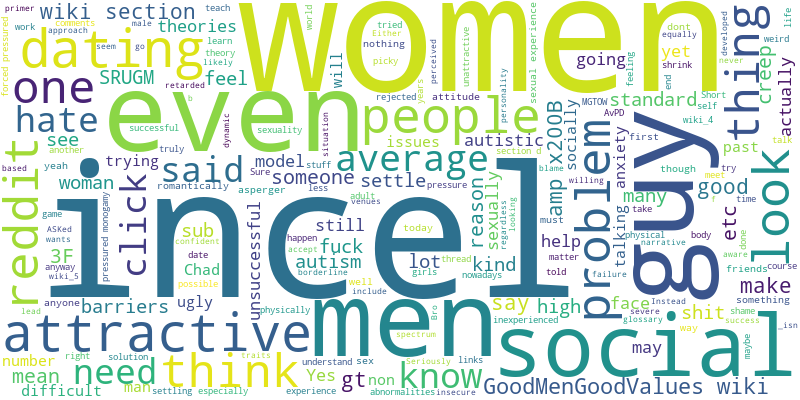 primer
wiki section
teach
women
tried
comments
male
world
dont
equally
life
work
dating
approach
go
theories
learn
Either
nothing
picky
seem
theory
likely
forced pressured
SRUGM
feel
will
perceived
unattractive
years
personality
sexual experience
going
yet
shrink
feeling
end
developed
never
weird
thing
creep
actually
one
retarded
b
even
people
rejected
attitude
MGTOW
Short
self
standard
wiki_4
hate
successful
sexuality
dynamic
situation
issues
autistic
socially
AvPD
first
anxiety
past
talk
see
another
truly
Sure
stuff
average
section d
amp x200B
problem
guy
try
meet
based
yeah
trying
said
model
someone
less
pressure
settle
reason
sexually
blame
willing
many
though
good
time
f
look
reddit
woman
romantically
asperger
adult
venues
regardless
looking
must
talking
take
physical
body
etc
game
pressured monogamy
click
incel
still
today
lot
kind
help
matter
narrative
aware
done
friends
course
ASKed
wants
sub
confident
unsuccessful
happen
accept
fuck
autism
borderline
girls
thread
nowadays
told
failure
Instead
make
something
3F
date
Chad
possible
anyway
wiki_5
barriers
ugly
physically
well
include
Bro
men
say
high
face
shit
severe
glossary
shame
success
_isn
anyone
lead
attractive
inexperienced
social
may
way
maybe
number
right
solution
need
traits
think
spectrum
understand
sex
Seriously
links
know
mean
man
Yes
gt
non
difficult
settling
especially
experience
abnormalities
insecure
GoodMenGoodValues wiki